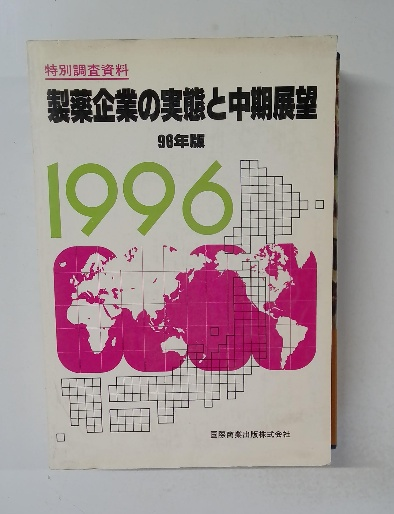 特別調査資料
製薬企業の実態と中期展望
96年版
1996
国際商業出版株式会社